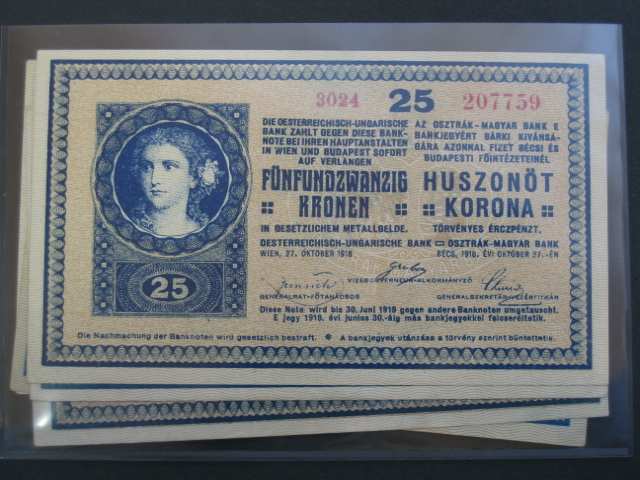 3024 25 207759
DIE OESTERREICHISCH-UNGARISCHE
BANK ZAHLT GEGEN DIESE BANK-
NOTE BEI IHREN HAUPTANSTALTEN
IN WIEN UND BUDAPEST SOFORT
AUF VERLANGEN
FÜNFUNDZWANZIG
KRONEN
IN GESETZLICHEM METALLGELDE.
AZ OSZTRÁK-MAGYAR BANK E
BANKJEGYÉRT BÁRKI KIVÁNSÁ-
GÁRA AZONNAL FIZET BÉCSI ÉS
BUDAPESTI FŐINTÉZETEINÉL
HUSZONÖT
KORONA
TÖRVÉNYES ÉRCZPÉNZT.
OESTERREICHISCH-UNGARISCHE BANK OSZTRÁK-MAGYAR BANK
WIEN, 27. OKTOBER 1918 BÉCS, 1918. ÉVI OKTÓBER 27.-ÉN
VIZEGOUVERNEUR-ALKORMÁNYZÓ
GENERALRAT-FŐTANÁCSOS GENERALSEKRETÄR-VEZÉRTITKÁR
25
Diese Note wird bis 30. Juni 1919 gegen andere Banknoten umgetauscht.
E jegy 1919. évi junius 30.-áig más bankjegyekkel felcseréltetik.
Die Nachmachung der Banknoten wird gesetzlich bestraft. A bankjegyek utánzása a törvény szerint büntettetik.